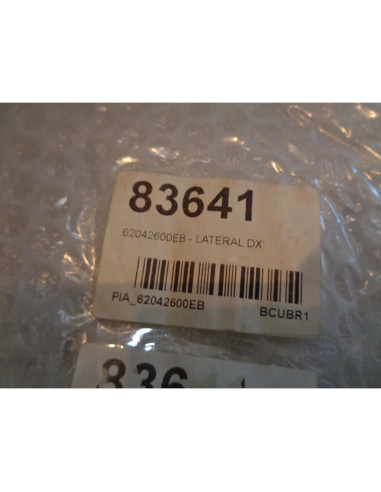 83641
62042600EB - LATERAL DX
PIA_62042600EB BCUBR1